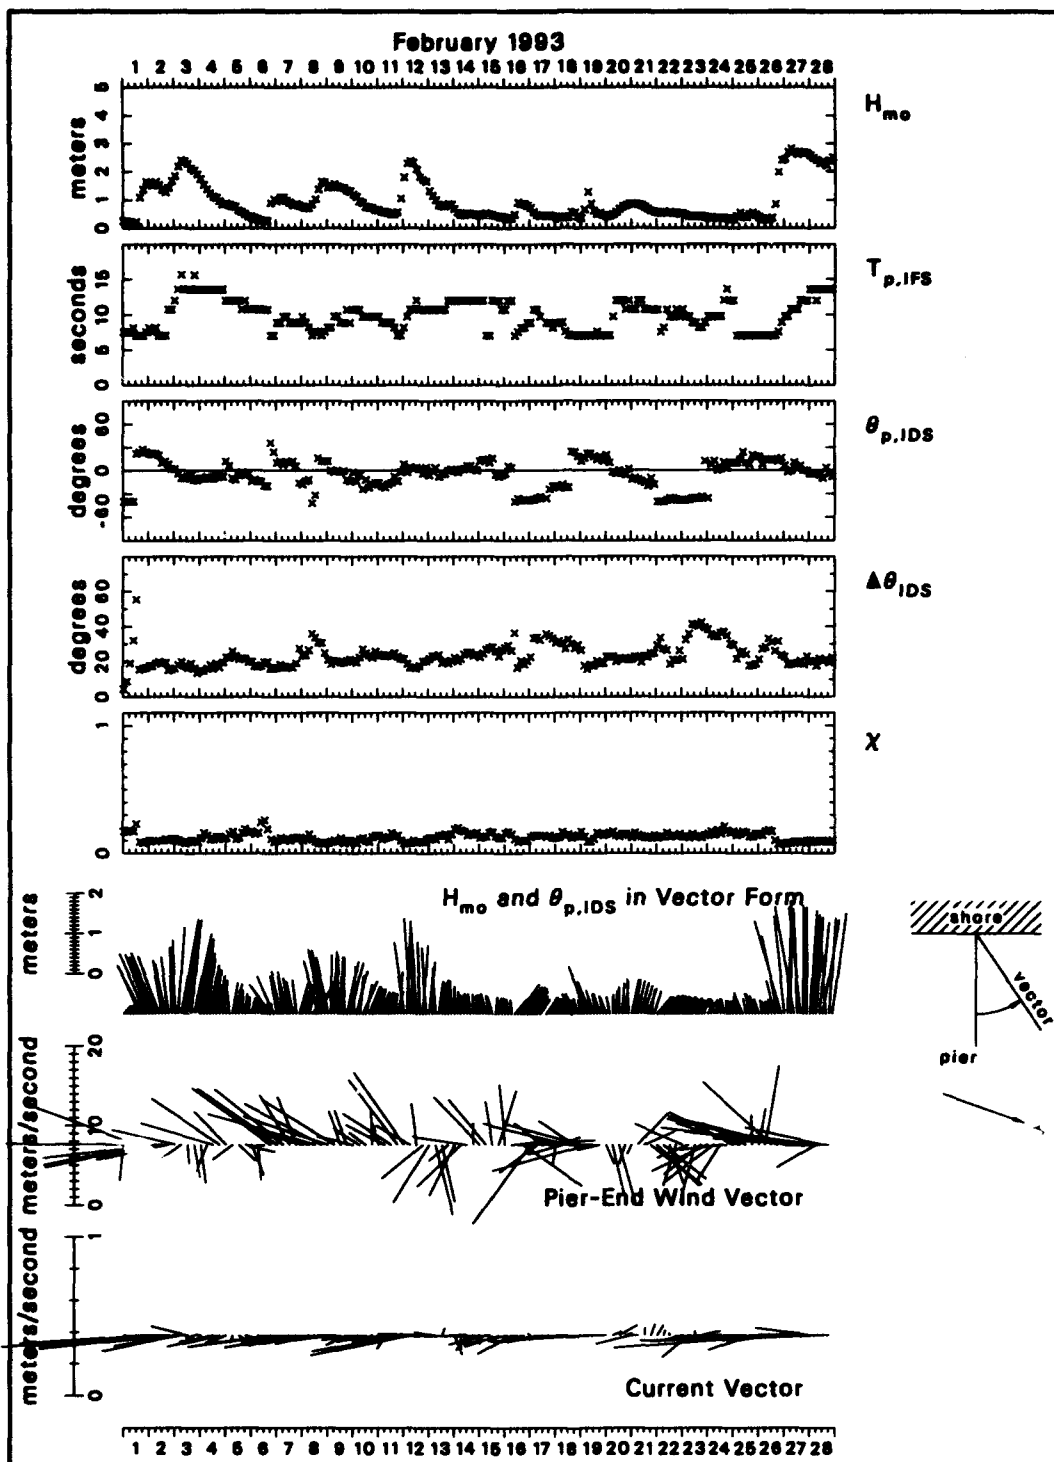 February 1993
1 2 3 4 5 6 7 8 9 10 11 12 13 14 15 16 17 18 19 20 21 22 23 24 25 26 27 28
meters
5
4
3
2
1
0
Hmo
seconds
15
10
5
0
Tp,IFS
degrees
60
0
-60
θp,IDS
degrees
60
40
20
0
ΔθIDS
1
0
χ
meters
2
1
0
Hmo and θp,IDS in Vector Form
shore
vector
pier
meters/second
20
10
0
Pier-End Wind Vector
meters/second
1
0
Current Vector
1 2 3 4 5 6 7 8 9 10 11 12 13 14 15 16 17 18 19 20 21 22 23 24 25 26 27 28